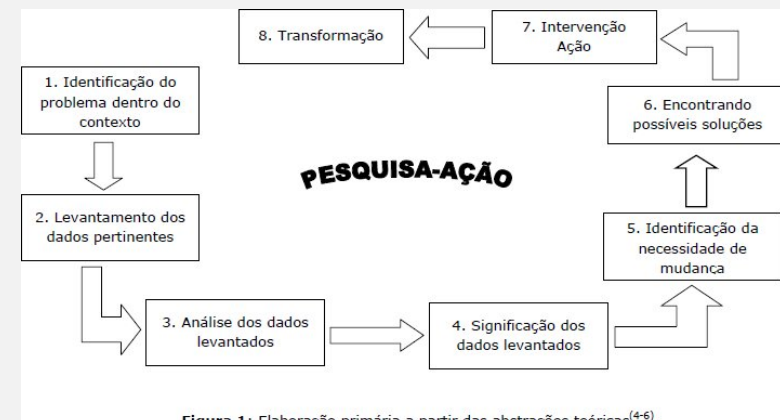 8. Transformação
7. Intervenção
Ação
1. Identificação do
problema dentro do
contexto
6. Encontrando
possíveis soluções
PESQUISA-AÇÃO
2. Levantamento dos
dados pertinentes
5. Identificação da
necessidade de
mudança
3. Análise dos dados
levantados
4. Significação dos
dados levantados
Figura 1: Elaboração primária a partir das abstrações teóricas(4-6)